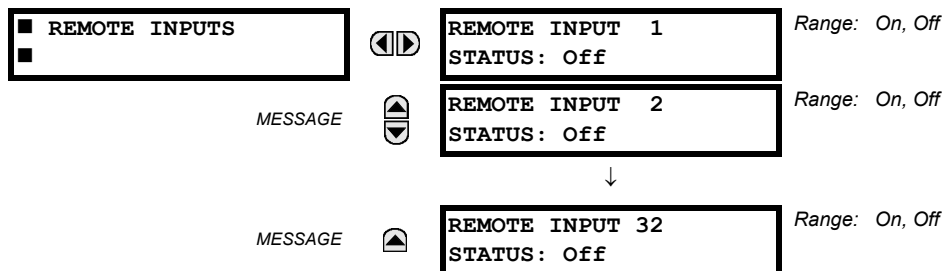 ■ REMOTE INPUTS
■
REMOTE INPUT 1
STATUS: Off
Range: On, Off
MESSAGE
REMOTE INPUT 2
STATUS: Off
Range: On, Off
↓
MESSAGE
REMOTE INPUT 32
STATUS: Off
Range: On, Off